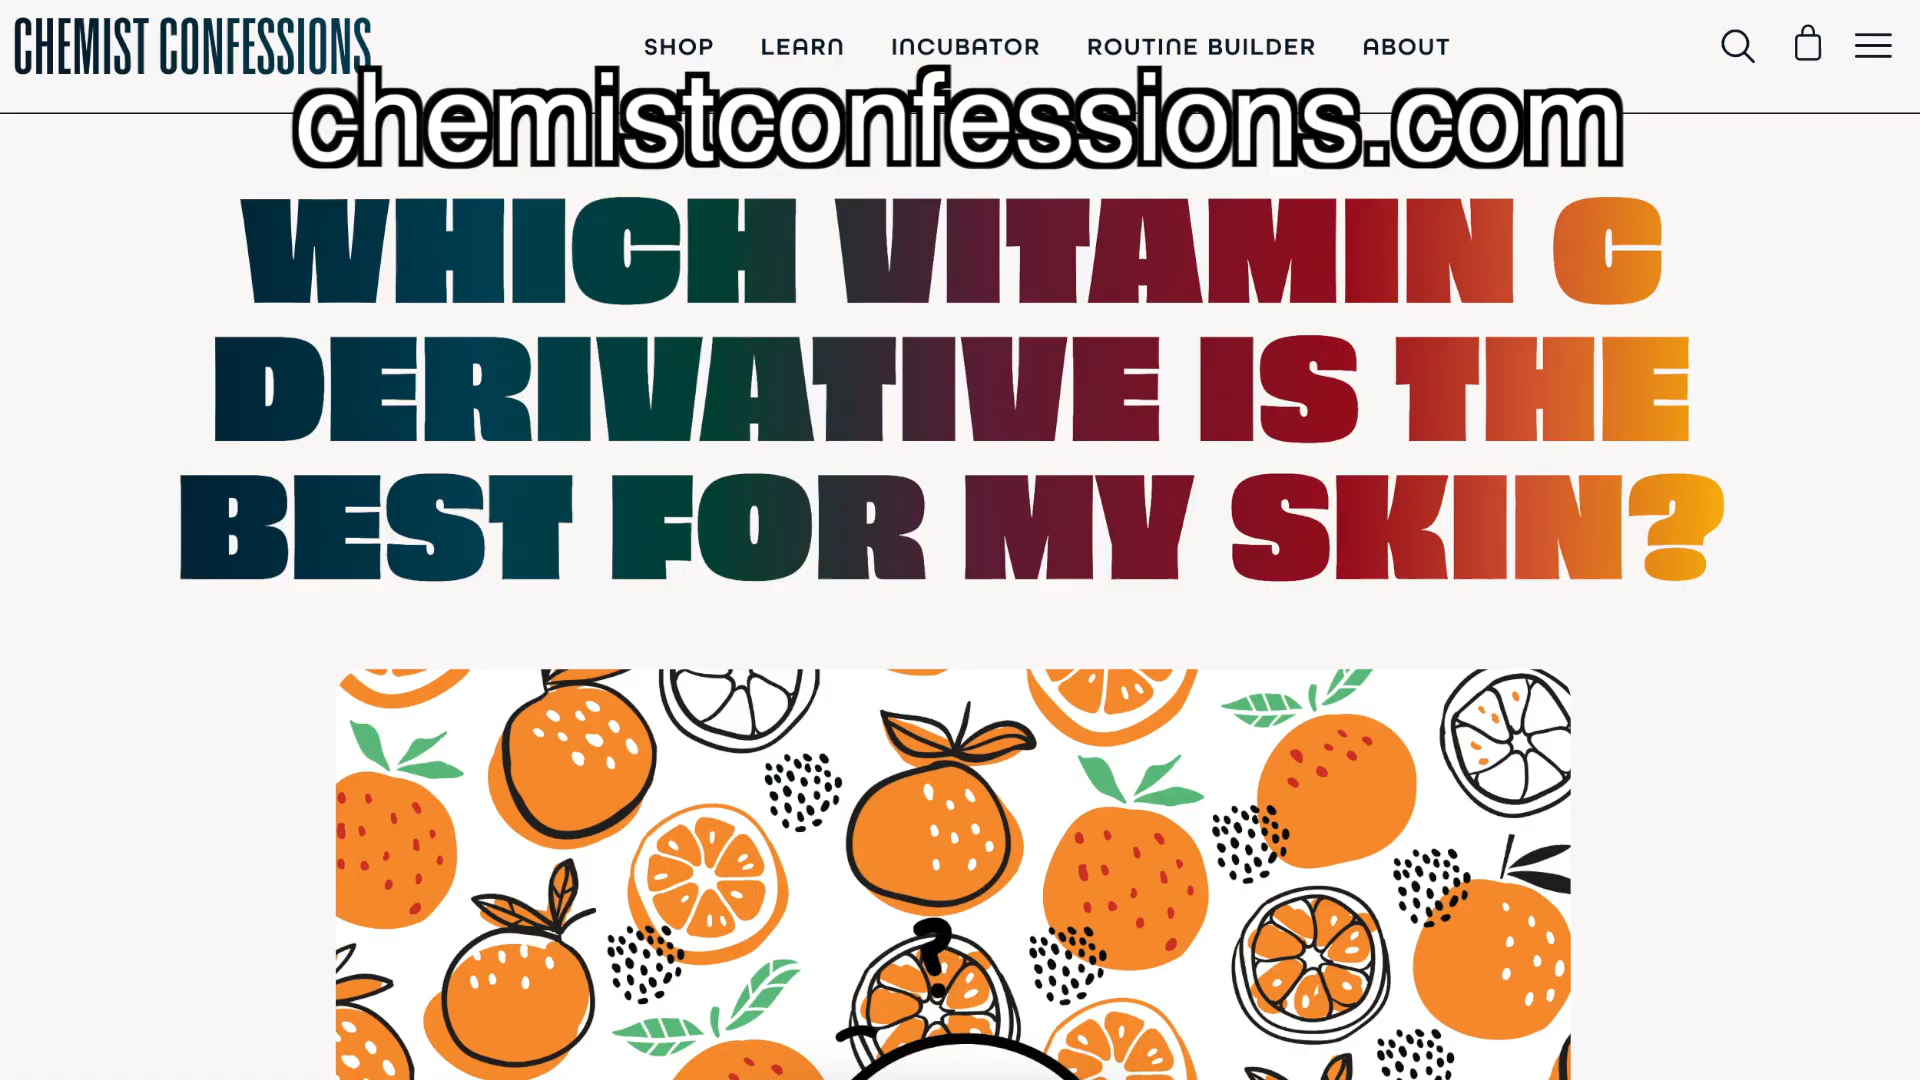 CHEMIST CONFESSIONS
SHOP LEARN INCUBATOR ROUTINE BUILDER ABOUT
chemistconfessions.com
WHICH VITAMIN C
DERIVATIVE IS THE
BEST FOR MY SKIN?
?